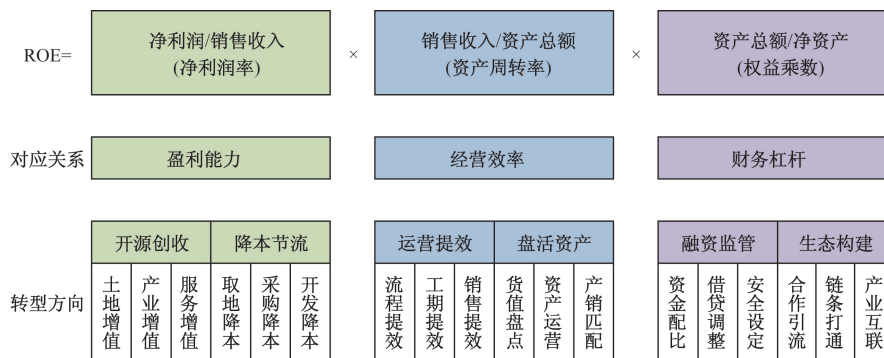 ROE=
净利润/销售收入
(净利润率)
×
销售收入/资产总额
(资产周转率)
×
资产总额/净资产
(权益乘数)
对应关系
盈利能力
经营效率
财务杠杆
转型方向
开源创收
降本节流
运营提效
盘活资产
融资监管
生态构建
土地增值
产业增值
服务增值
取地降本
采购降本
开发降本
流程提效
工期提效
销售提效
货值盘点
资产运营
产销匹配
资金配比
借贷调整
安全设定
合作引流
链条打通
产业互联